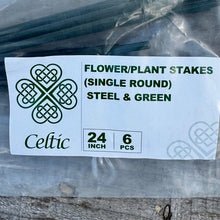 FLOWER/PLANT STAKES
(SINGLE ROUND)
STEEL & GREEN
Celtic
24 6
INCH PCS